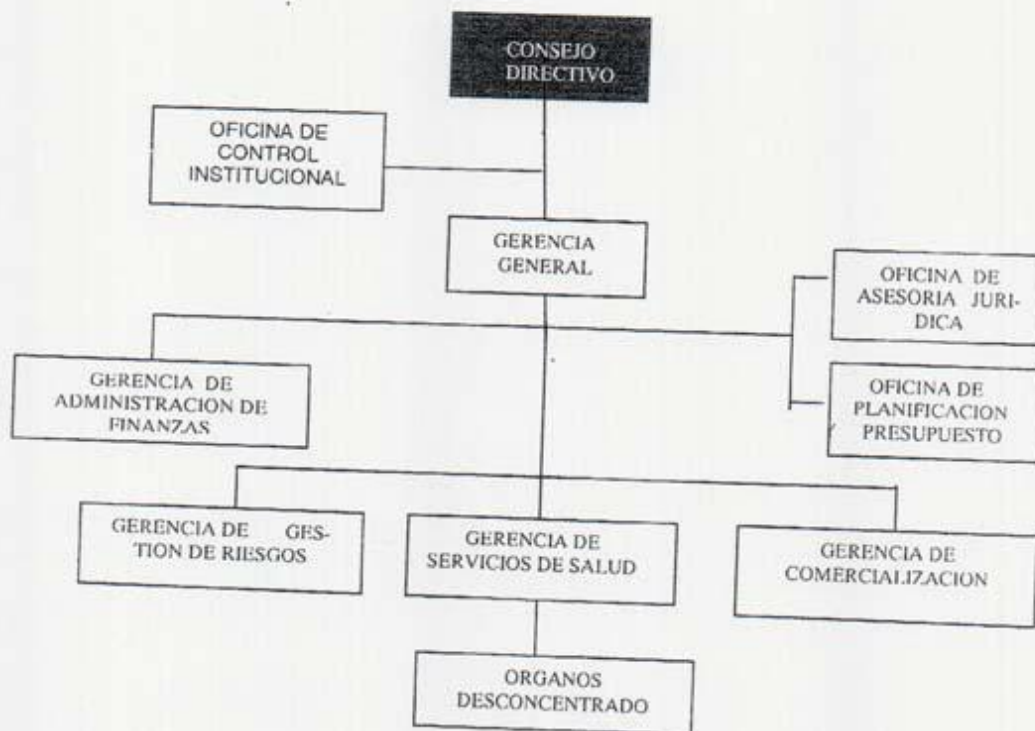 CONSEJO
DIRECTIVO
OFICINA DE
CONTROL
INSTITUCIONAL
GERENCIA
GENERAL
OFICINA DE
ASESORIA JURI-
DICA
GERENCIA DE
ADMINISTRACION DE
FINANZAS
OFICINA DE
PLANIFICACION
PRESUPUESTO
GERENCIA DE GES-
TION DE RIESGOS
GERENCIA DE
SERVICIOS DE SALUD
GERENCIA DE
COMERCIALIZACION
ORGANOS
DESCONCENTRADO